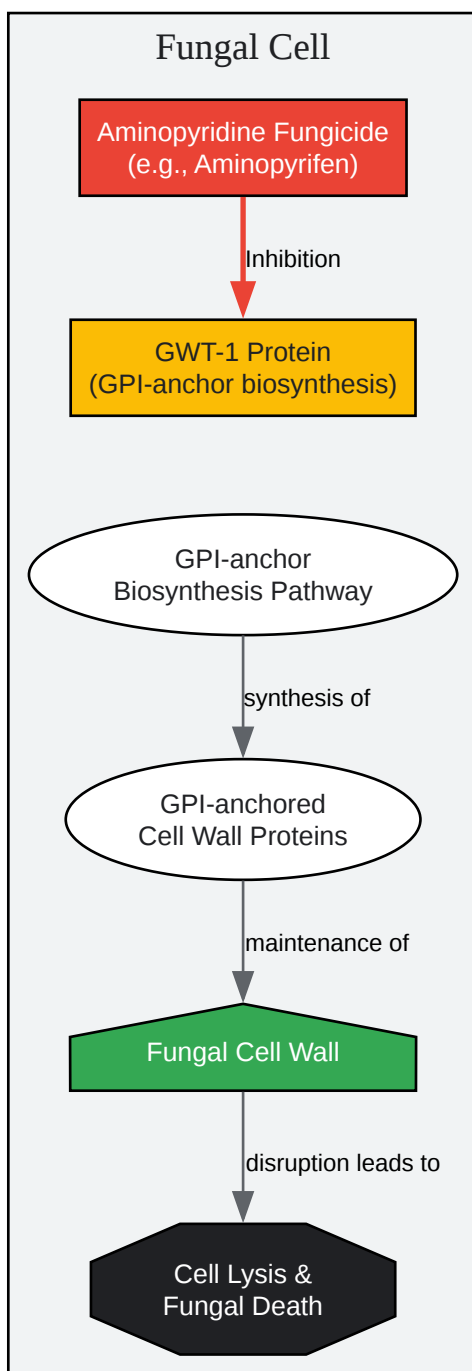 Fungal Cell
Aminopyridine Fungicide
(e.g., Aminopyrifen)
Inhibition
GWT-1 Protein
(GPI-anchor biosynthesis)
GPI-anchor
Biosynthesis Pathway
synthesis of
GPI-anchored
Cell Wall Proteins
maintenance of
Fungal Cell Wall
disruption leads to
Cell Lysis &
Fungal Death